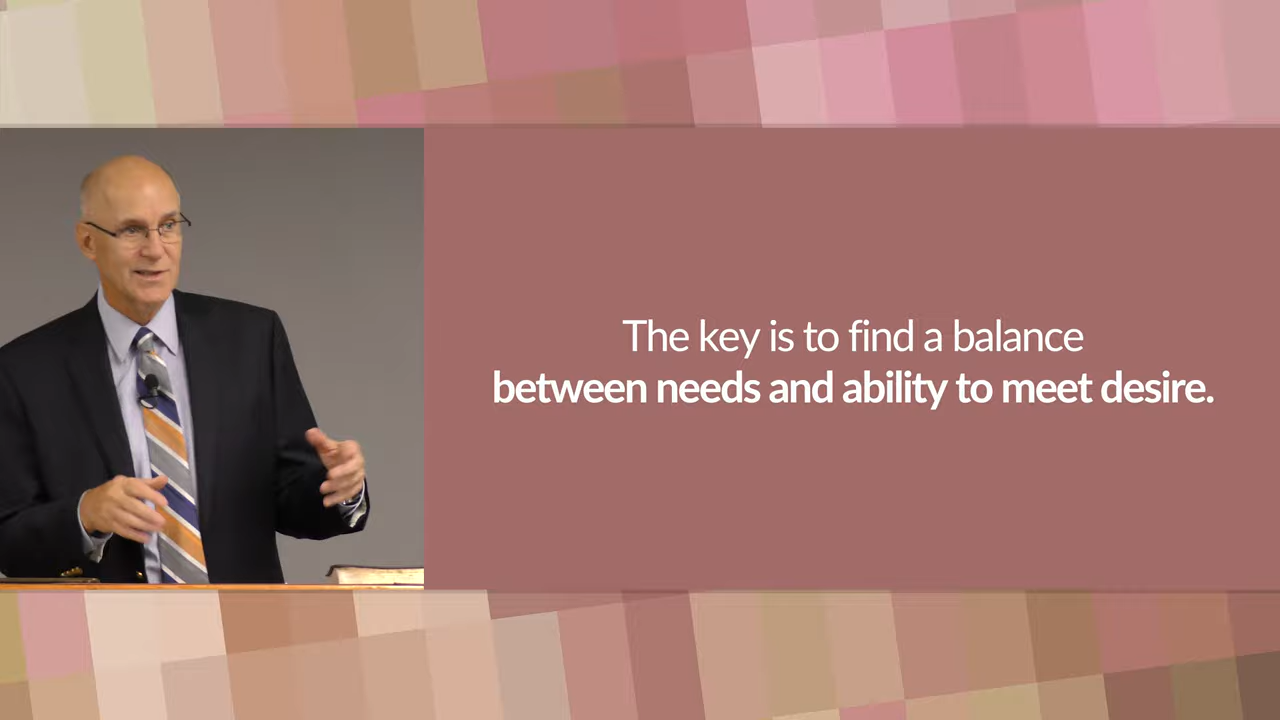 The key is to find a balance
between needs and ability to meet desire.